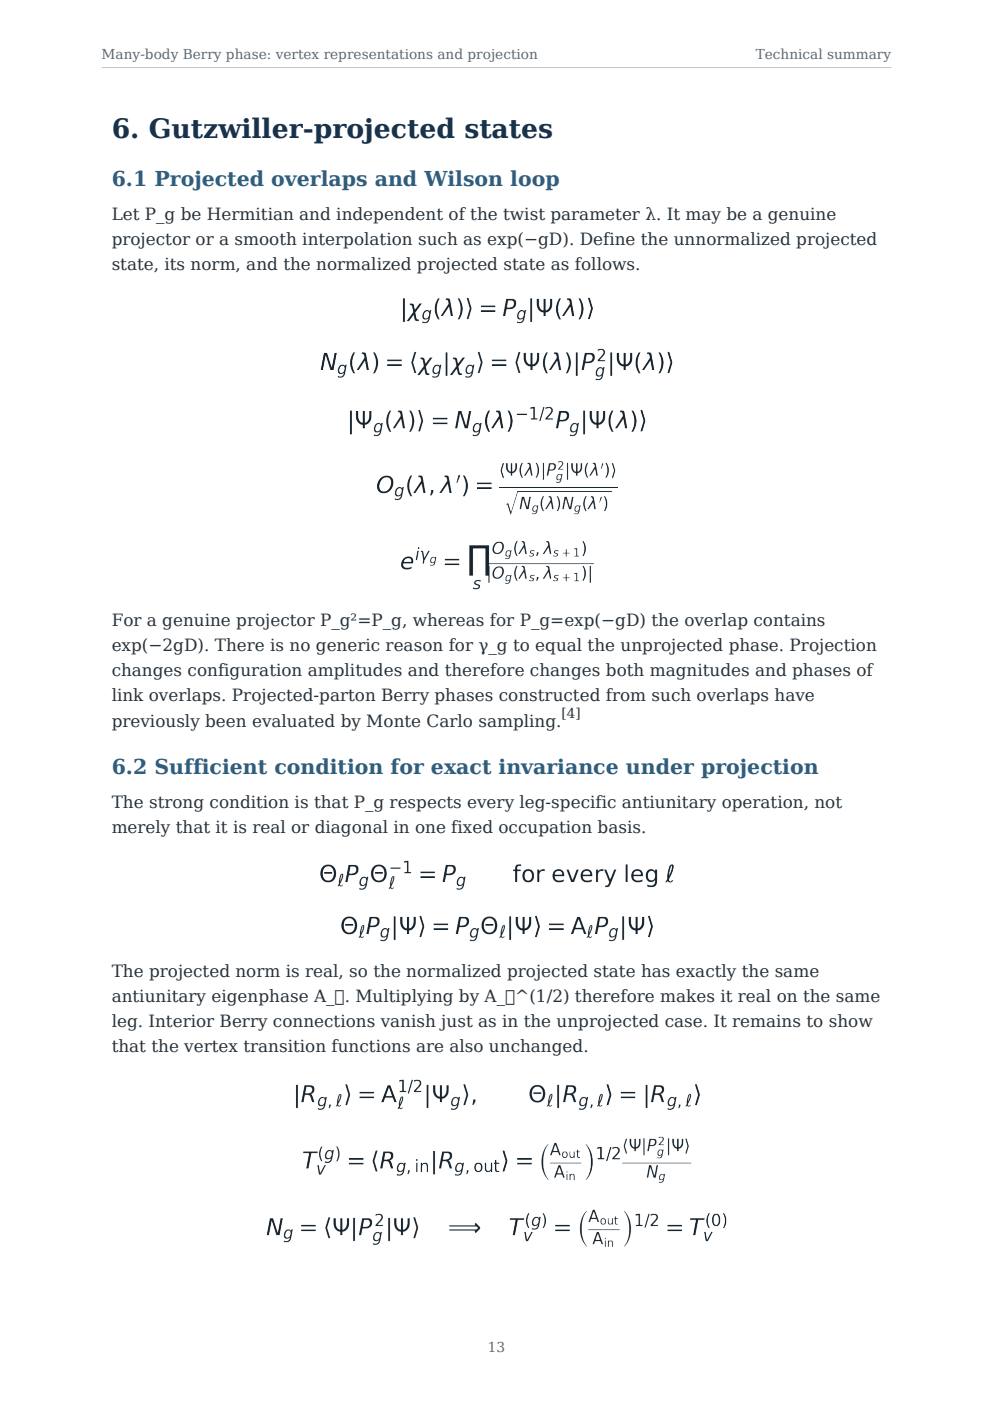 Many-body Berry phase: vertex representations and projection Technical summary
6. Gutzwiller-projected states
6.1 Projected overlaps and Wilson loop
Let P_g be Hermitian and independent of the twist parameter λ. It may be a genuine
projector or a smooth interpolation such as exp(−gD). Define the unnormalized projected
state, its norm, and the normalized projected state as follows.
|χ_g(λ)⟩ = P_g|Ψ(λ)⟩
N_g(λ) = ⟨χ_g|χ_g⟩ = ⟨Ψ(λ)|P_g^2|Ψ(λ)⟩
|Ψ_g(λ)⟩ = N_g(λ)^{−1/2}P_g|Ψ(λ)⟩
O_g(λ, λ′) = \frac{⟨Ψ(λ)|P_g^2|Ψ(λ′)⟩}{\sqrt{N_g(λ)N_g(λ′)}}
e^{iγ_g} = ∏_s \frac{O_g(λ_s, λ_{s+1})}{|O_g(λ_s, λ_{s+1})|}
For a genuine projector P_g²=P_g, whereas for P_g=exp(−gD) the overlap contains
exp(−2gD). There is no generic reason for γ_g to equal the unprojected phase. Projection
changes configuration amplitudes and therefore changes both magnitudes and phases of
link overlaps. Projected-parton Berry phases constructed from such overlaps have
previously been evaluated by Monte Carlo sampling.[4]
6.2 Sufficient condition for exact invariance under projection
The strong condition is that P_g respects every leg-specific antiunitary operation, not
merely that it is real or diagonal in one fixed occupation basis.
Θ_ℓP_gΘ_ℓ^{−1} = P_g for every leg ℓ
Θ_ℓP_g|Ψ⟩ = P_gΘ_ℓ|Ψ⟩ = A_ℓP_g|Ψ⟩
The projected norm is real, so the normalized projected state has exactly the same
antiunitary eigenphase A_▯. Multiplying by A_▯^(1/2) therefore makes it real on the same
leg. Interior Berry connections vanish just as in the unprojected case. It remains to show
that the vertex transition functions are also unchanged.
|R_{g,ℓ}⟩ = A_ℓ^{1/2}|Ψ_g⟩, Θ_ℓ|R_{g,ℓ}⟩ = |R_{g,ℓ}⟩
T_v^{(g)} = ⟨R_{g,in}|R_{g,out}⟩ = (\frac{A_out}{A_in})^{1/2} \frac{⟨Ψ|P_g^2|Ψ⟩}{N_g}
N_g = ⟨Ψ|P_g^2|Ψ⟩ ⟹ T_v^{(g)} = (\frac{A_out}{A_in})^{1/2} = T_v^{(0)}
13